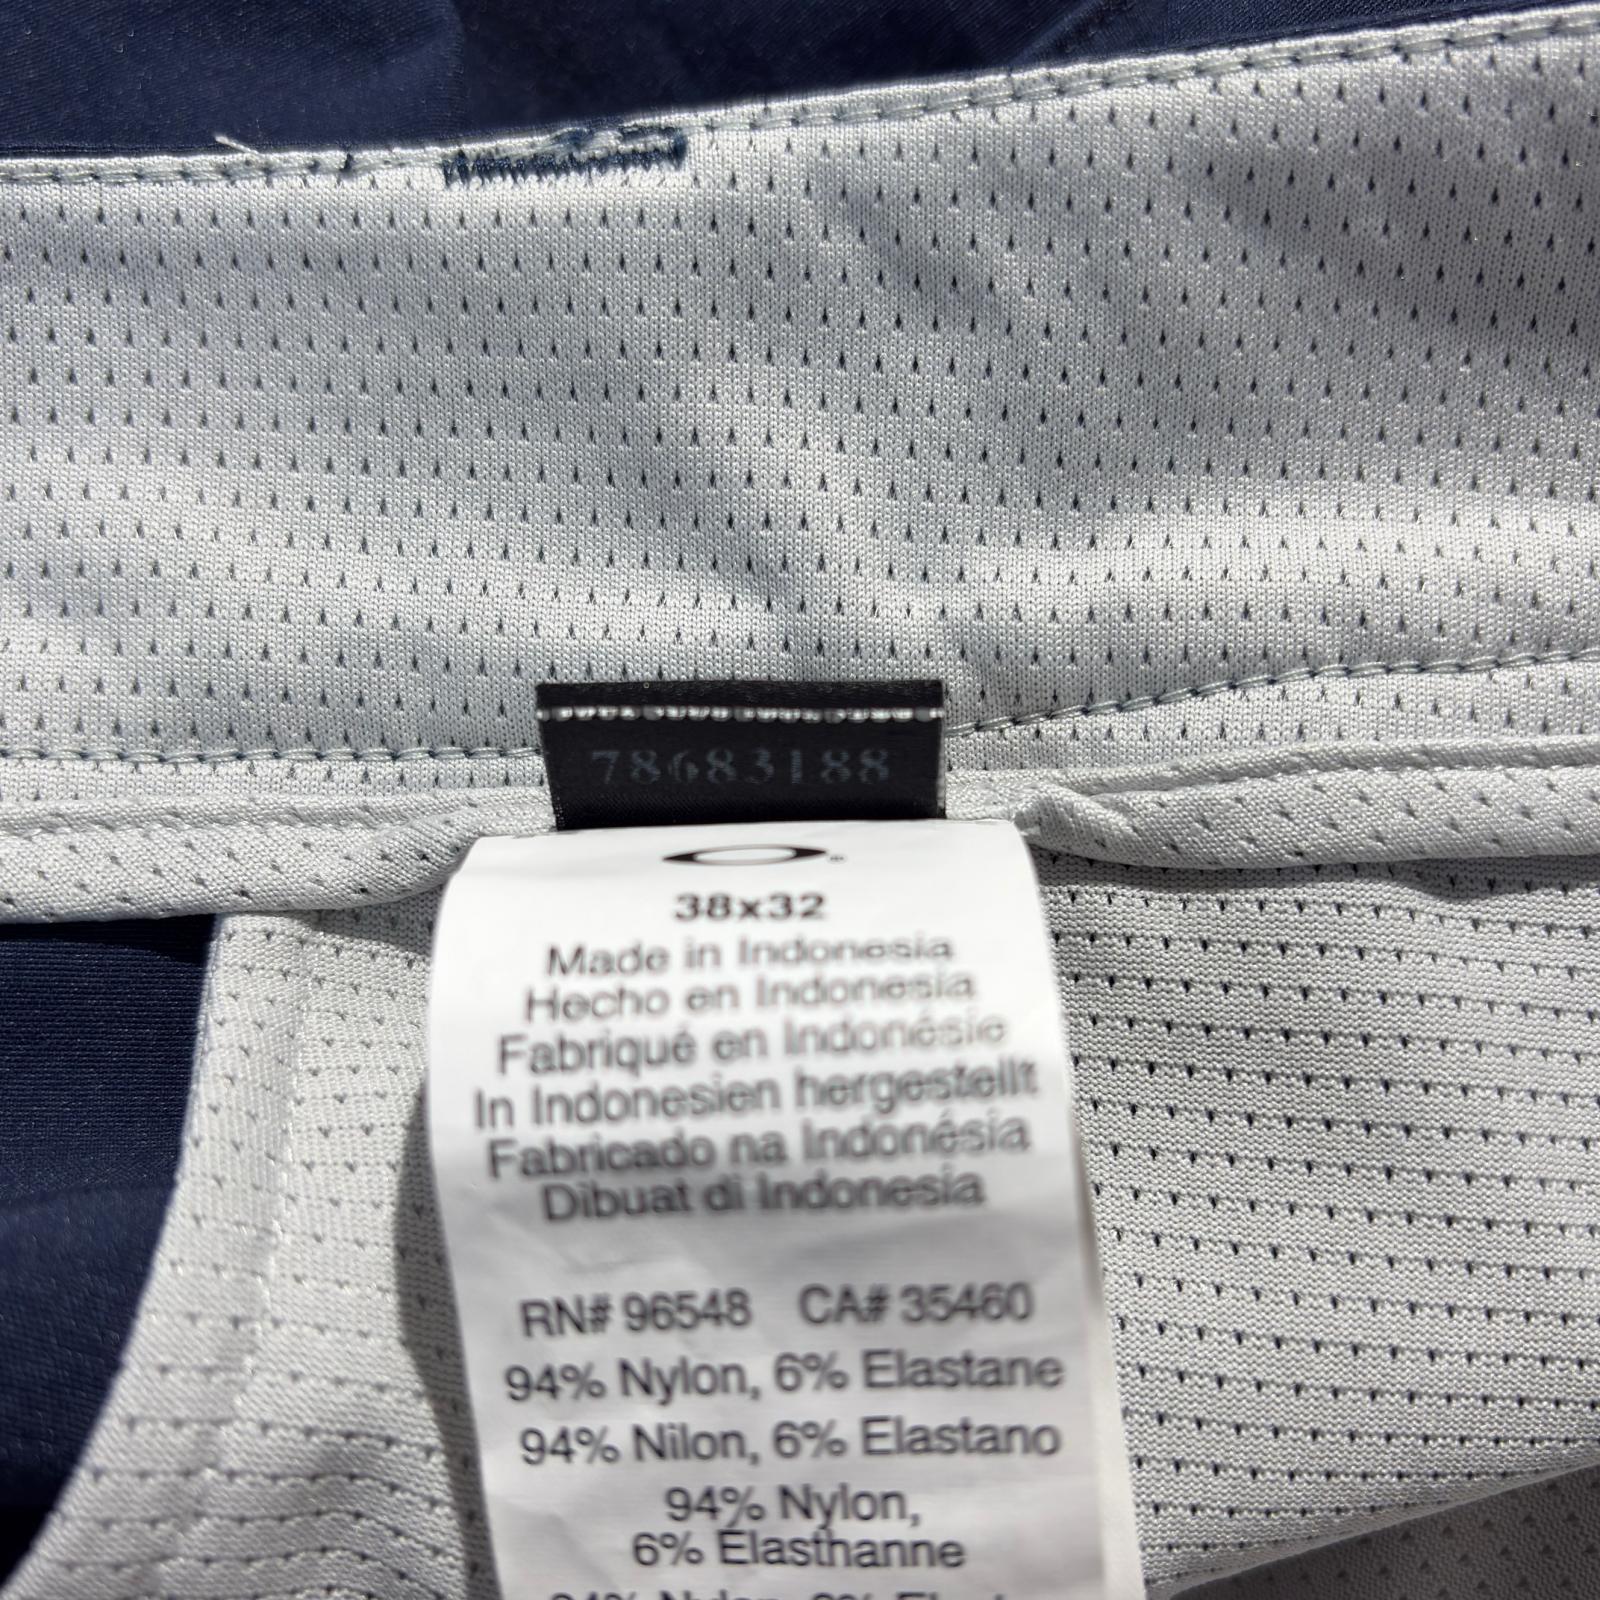 78683188
38x32
Made in Indonesia
Hecho en Indonesia
Fabriqué en Indonésie
In Indonesien hergestellt
Fabricado na Indonésia
Dibuat di Indonesia
RN# 96548 CA# 35460
94% Nylon, 6% Elastane
94% Nilon, 6% Elastano
94% Nylon,
6% Elasthanne